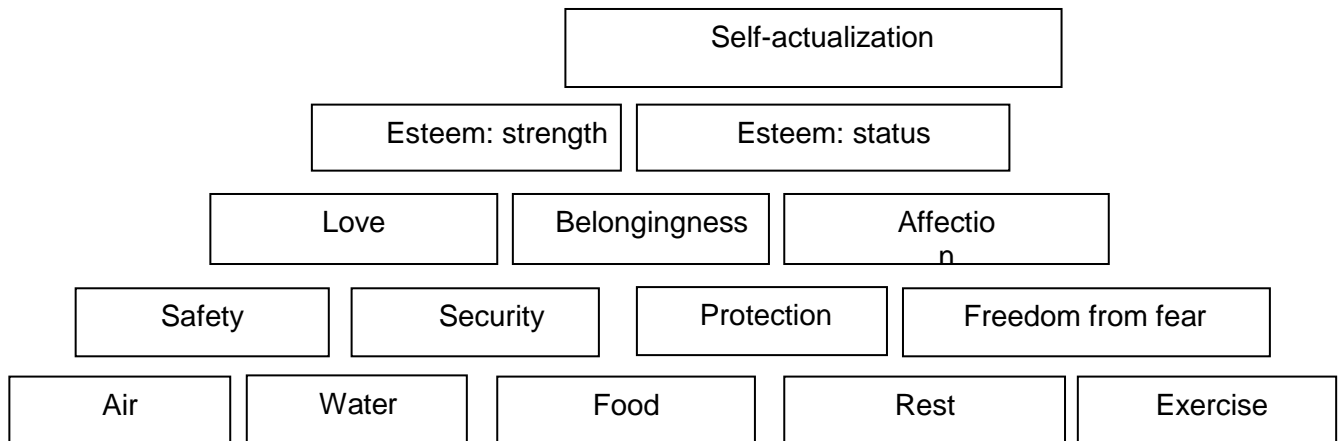 Self-actualization
Esteem: strength
Esteem: status
Love
Belongingness
Affectio
n
Safety
Security
Protection
Freedom from fear
Air
Water
Food
Rest
Exercise